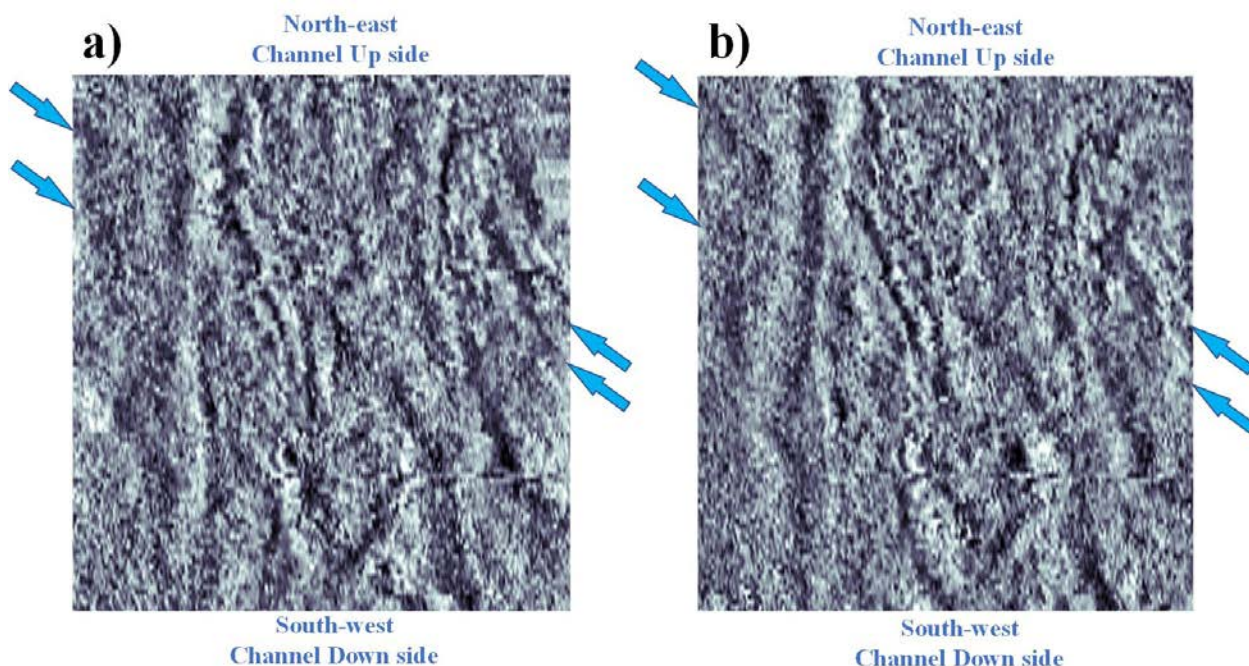 a)
North-east
Channel Up side
South-west
Channel Down side
b)
North-east
Channel Up side
South-west
Channel Down side